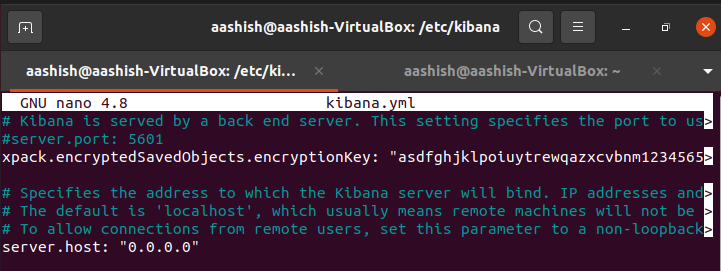 aashish@aashish-VirtualBox: /etc/kibana
aashish@aashish-VirtualBox: /etc/ki... × aashish@aashish-VirtualBox: ~ ×
GNU nano 4.8 kibana.yml
# Kibana is served by a back end server. This setting specifies the port to us>
#server.port: 5601
xpack.encryptedSavedObjects.encryptionKey: "asdfghjklpoiuytrewqazxcvbnm1234565>
# Specifies the address to which the Kibana server will bind. IP addresses and>
# The default is 'localhost', which usually means remote machines will not be >
# To allow connections from remote users, set this parameter to a non-loopback>
server.host: "0.0.0.0"